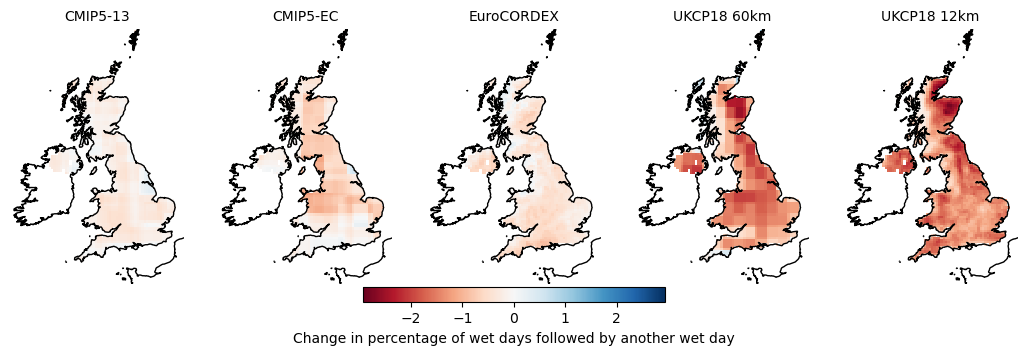 CMIP5-13 CMIP5-EC EuroCORDEX UKCP18 60km UKCP18 12km
−2 −1 0 1 2
Change in percentage of wet days followed by another wet day